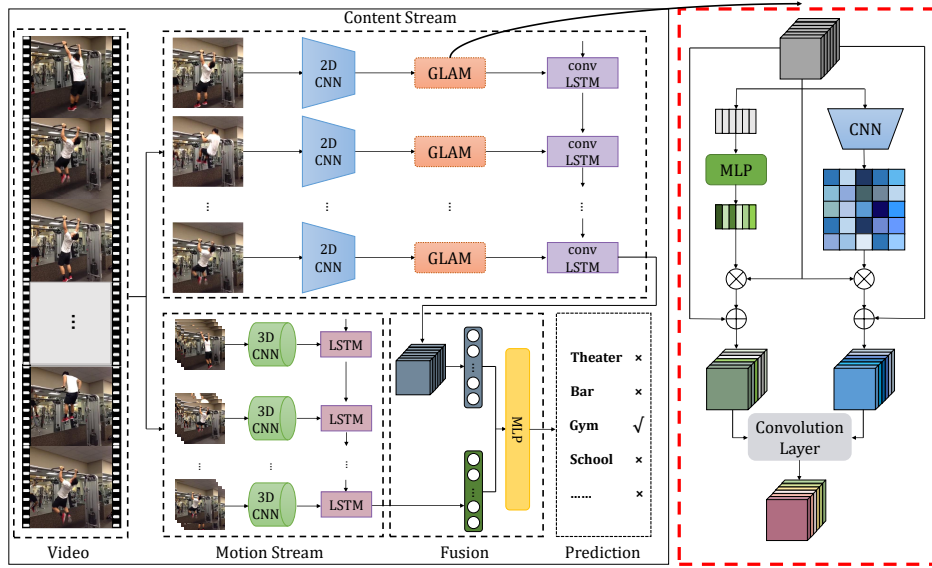 Content Stream
2D
CNN
GLAM
conv
LSTM
2D
CNN
GLAM
conv
LSTM
...
...
...
...
2D
CNN
GLAM
conv
LSTM
...
3D
CNN
LSTM
3D
CNN
LSTM
...
...
...
3D
CNN
LSTM
...
...
MLP
Theater ×
Bar ×
Gym √
School ×
...... ×
Video
Motion Stream
Fusion
Prediction
CNN
MLP
Convolution
Layer